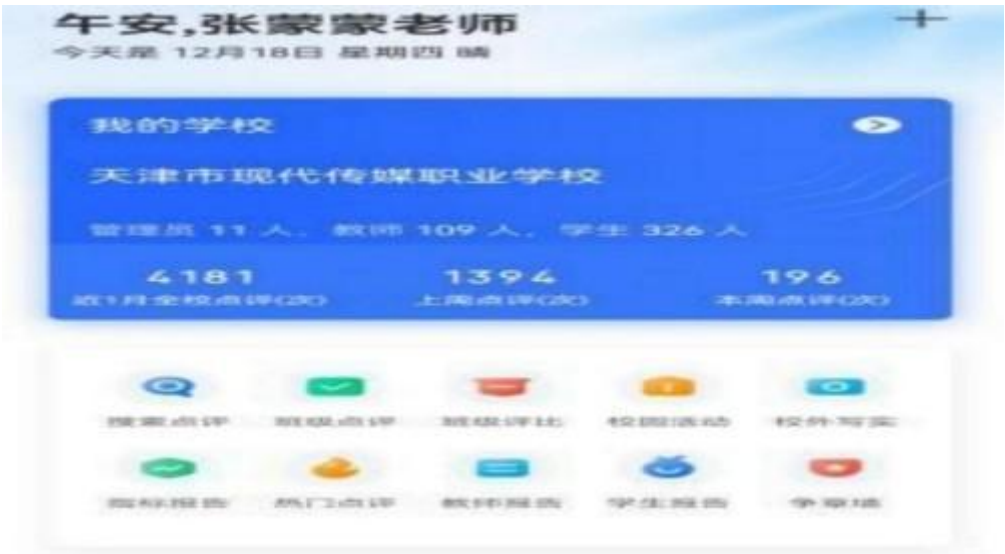 午安,张蒙蒙老师
今天是 12月18日 星期四 晴
我的学校
天津市现代传媒职业学校
管理员 11 人, 教师 109 人, 学生 326 人
4181 1394 196
近1月全校点评(次) 上周点评(次) 本周点评(次)
搜索点评 班级点评 班级评比 校园活动 校外写实
指标报告 热门点评 教师报告 学生报告 争章墙